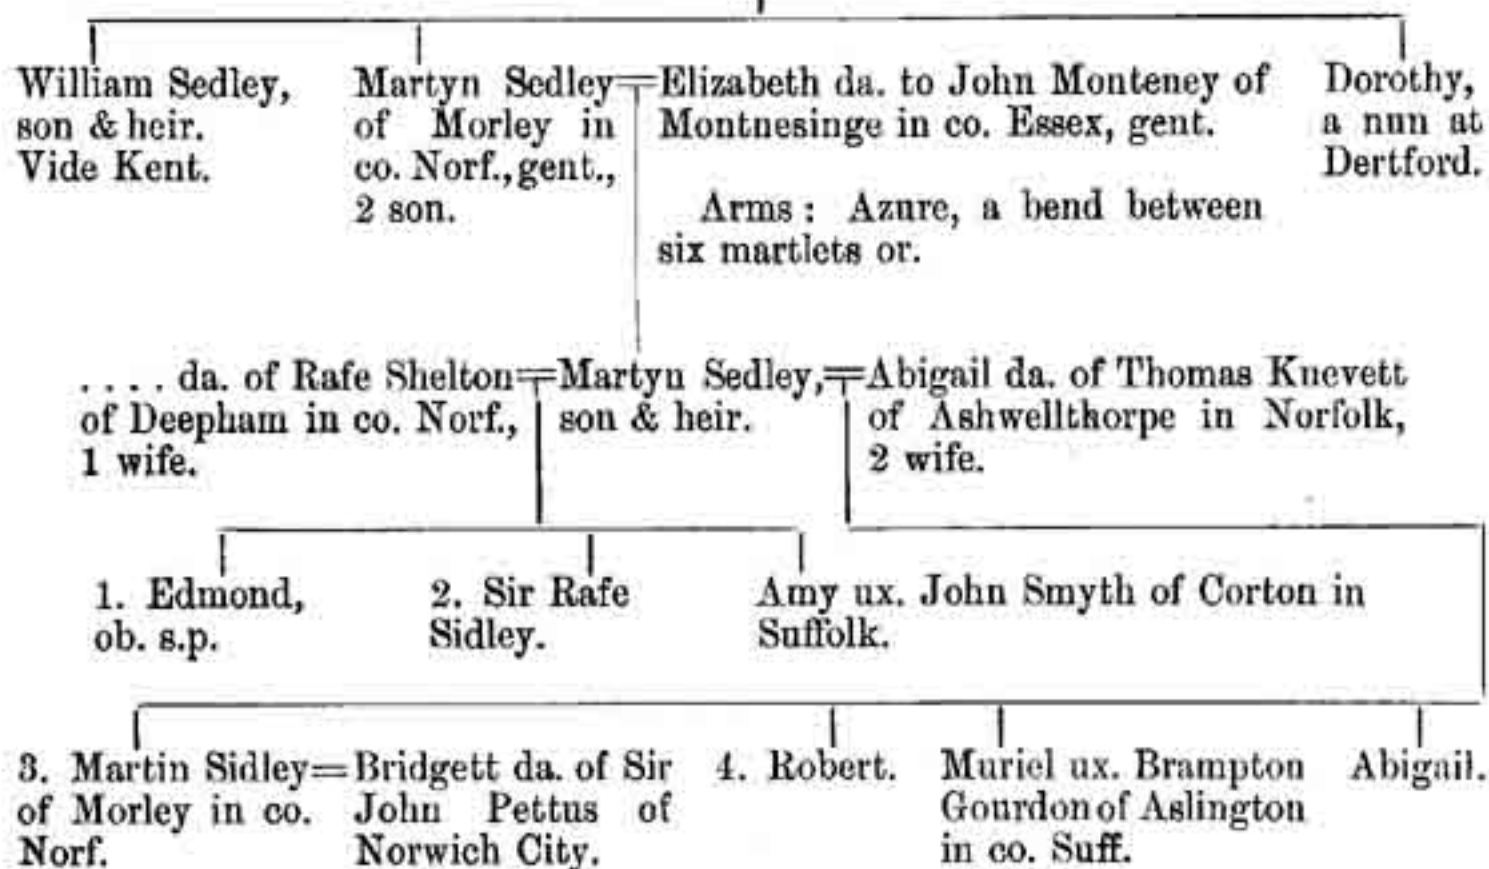 William Sedley,
son & heir.
Vide Kent.
Martyn Sedley
of Morley in
co. Norf., gent.,
2 son.
Elizabeth da. to John Monteney of
Montnesinge in co. Essex, gent.
Arms: Azure, a bend between
six martlets or.
Dorothy,
a nun at
Dertford.
. . . . da. of Rafe Shelton
of Deepham in co. Norf.,
1 wife.
Martyn Sedley,
son & heir.
Abigail da. of Thomas Knevett
of Ashwellthorpe in Norfolk,
2 wife.
1. Edmond,
ob. s.p.
2. Sir Rafe
Sidley.
Amy ux. John Smyth of Corton in
Suffolk.
3. Martin Sidley
of Morley in co.
Norf.
Bridgett da. of Sir
John Pettus of
Norwich City.
4. Robert.
Muriel ux. Brampton
Gourdon of Aslington
in co. Suff.
Abigail.